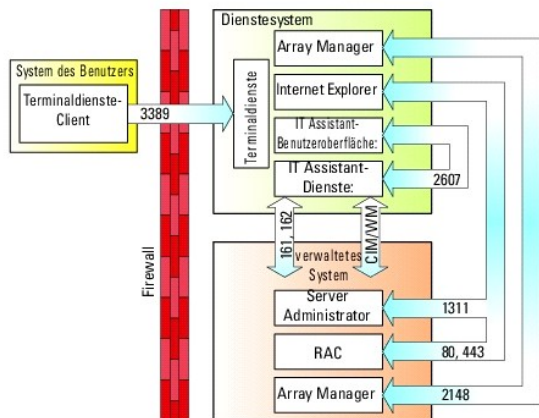 Dienstesystem
Array Manager
System des Benutzers
Terminaldienste-
Client
3389
Terminaldienste
Internet Explorer
IT Assistant-
Benutzeroberfläche:
IT Assistant-
Dienste:
2607
161, 162
CIM/WM
Firewall
verwaltetes
System
Server
Administrator
1311
RAC
80, 443
Array Manager
2148